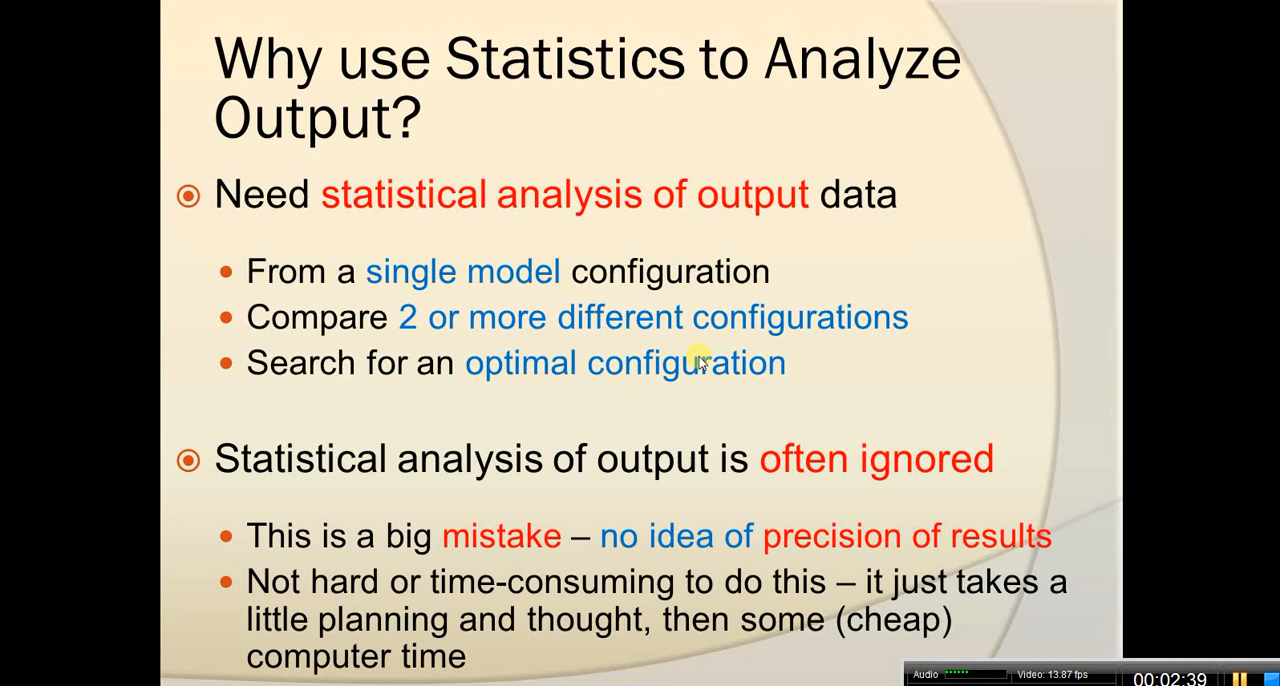 Why use Statistics to Analyze
Output?
Need statistical analysis of output data
From a single model configuration
Compare 2 or more different configurations
Search for an optimal configuration
Statistical analysis of output is often ignored
This is a big mistake – no idea of precision of results
Not hard or time-consuming to do this – it just takes a
little planning and thought, then some (cheap)
computer time
Audio Video: 13.87 fps 00:02:39